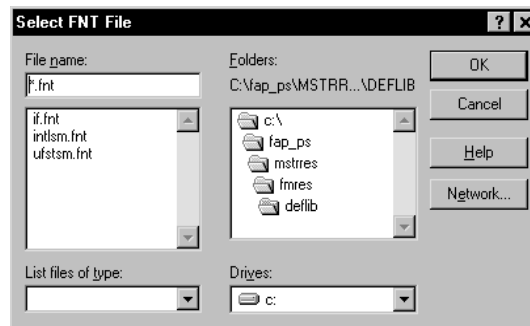 Select FNT File
File name:
*.fnt
if.fnt
intlsm.fnt
ufstsm.fnt
List files of type:
Folders:
C:\fap_ps\MSTRR...\DEFLIB
c:\
fap_ps
mstrres
fmres
deflib
Drives:
c:
OK
Cancel
Help
Network...